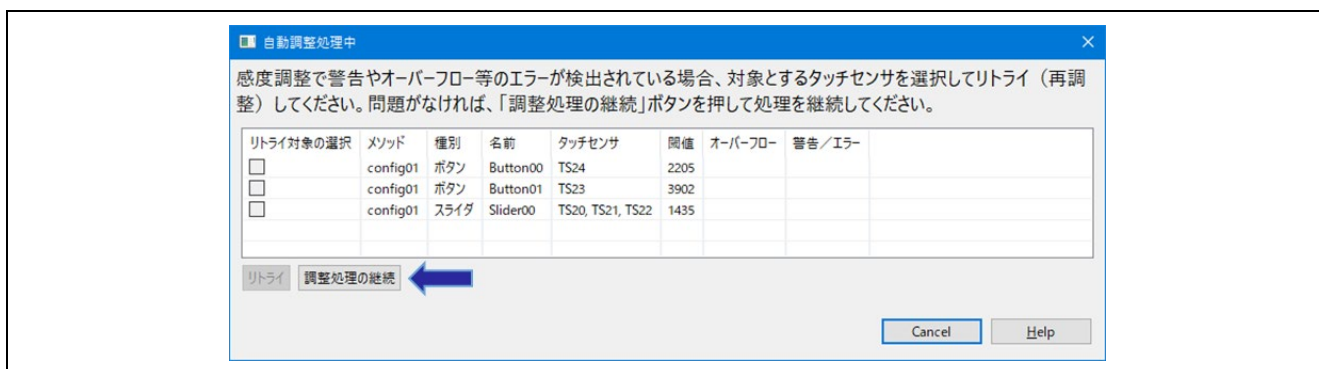 自動調整処理中
感度調整で警告やオーバーフロー等のエラーが検出されている場合、対象とするタッチセンサを選択してリトライ（再調
整）してください。問題がなければ、「調整処理の継続」ボタンを押して処理を継続してください。
リトライ対象の選択 メソッド 種別 名前 タッチセンサ 閾値 オーバーフロー 警告／エラー
config01 ボタン Button00 TS24 2205
config01 ボタン Button01 TS23 3902
config01 スライダ Slider00 TS20, TS21, TS22 1435
リトライ 調整処理の継続
Cancel Help